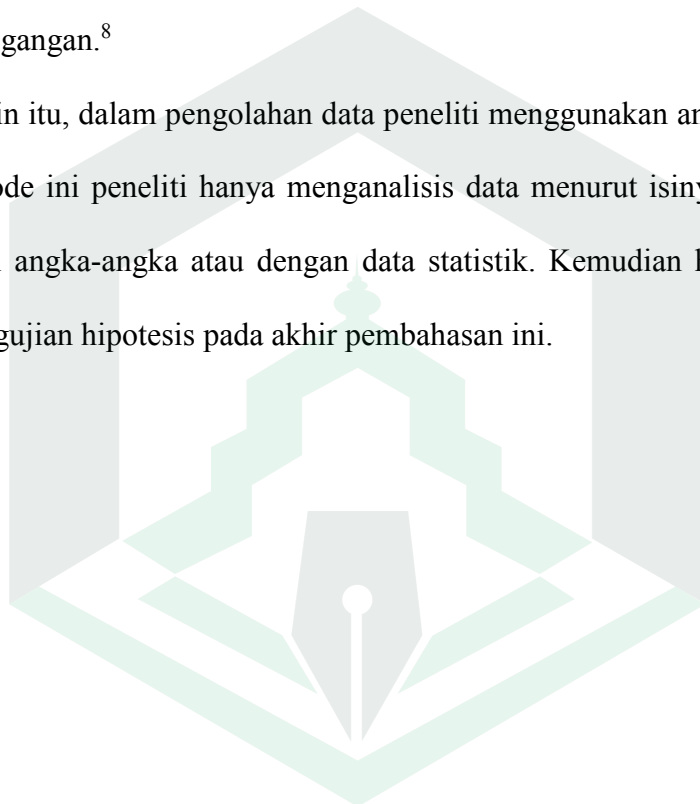 gangan.8
in itu, dalam pengolahan data peneliti menggunakan an
ode ini peneliti hanya menganalisis data menurut isiny
angka-angka atau dengan data statistik. Kemudian
gujian hipotesis pada akhir pembahasan ini.